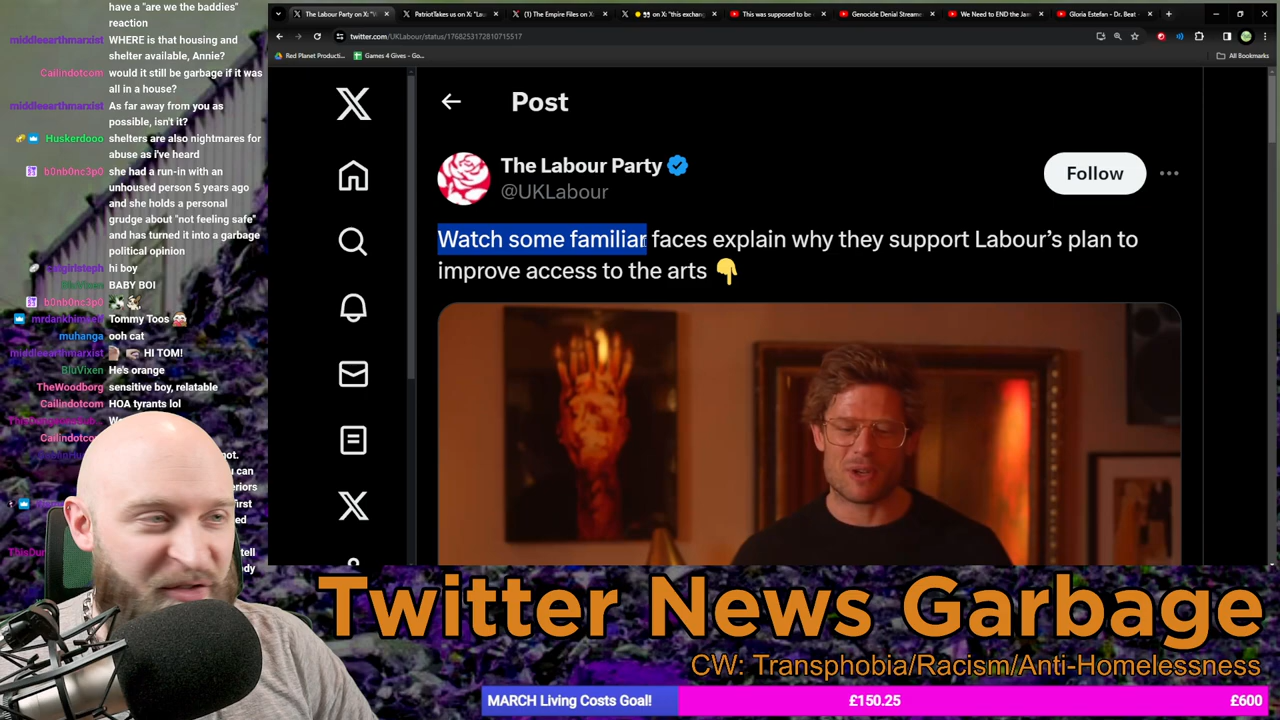 have a "are we the baddies"
reaction
middleearthmarxist WHERE is that housing and
shelter available, Annie?
Cailindotcom would it still be garbage if it was
all in a house?
middleearthmarxist As far away from you as
possible, isn't it?
Huskerdooo shelters are also nightmares for
abuse as i've heard
b0nb0nc3p0 she had a run-in with an
unhoused person 5 years ago
and she holds a personal
grudge about "not feeling safe"
and has turned it into a garbage
political opinion
hi boy
BluVixen BABY BOI
b0nb0nc3p0
mrdankhimself Tommy Toos
muhanga ooh cat
middleearthmarxist HI TOM!
BluVixen He's orange
TheWoodborg sensitive boy, relatable
Cailindotcom HOA tyrants lol
The Labour Party on X: "W
PatriotTakes us on X: "Lau
(1) The Empire Files on X
on X: "this exchan
This was supposed to be
Genocide Denial Streame
We Need to END the Jan
Gloria Estefan - Dr. Beat
twitter.com/UKLabour/status/1768253172810715517
Red Planet Producti...
Games 4 Gives - Go...
All Bookmarks
X
Post
The Labour Party
@UKLabour
Follow
Watch some familiar faces explain why they support Labour's plan to
improve access to the arts 👇
Twitter News Garbage
CW: Transphobia/Racism/Anti-Homelessness
MARCH Living Costs Goal! £150.25 £600